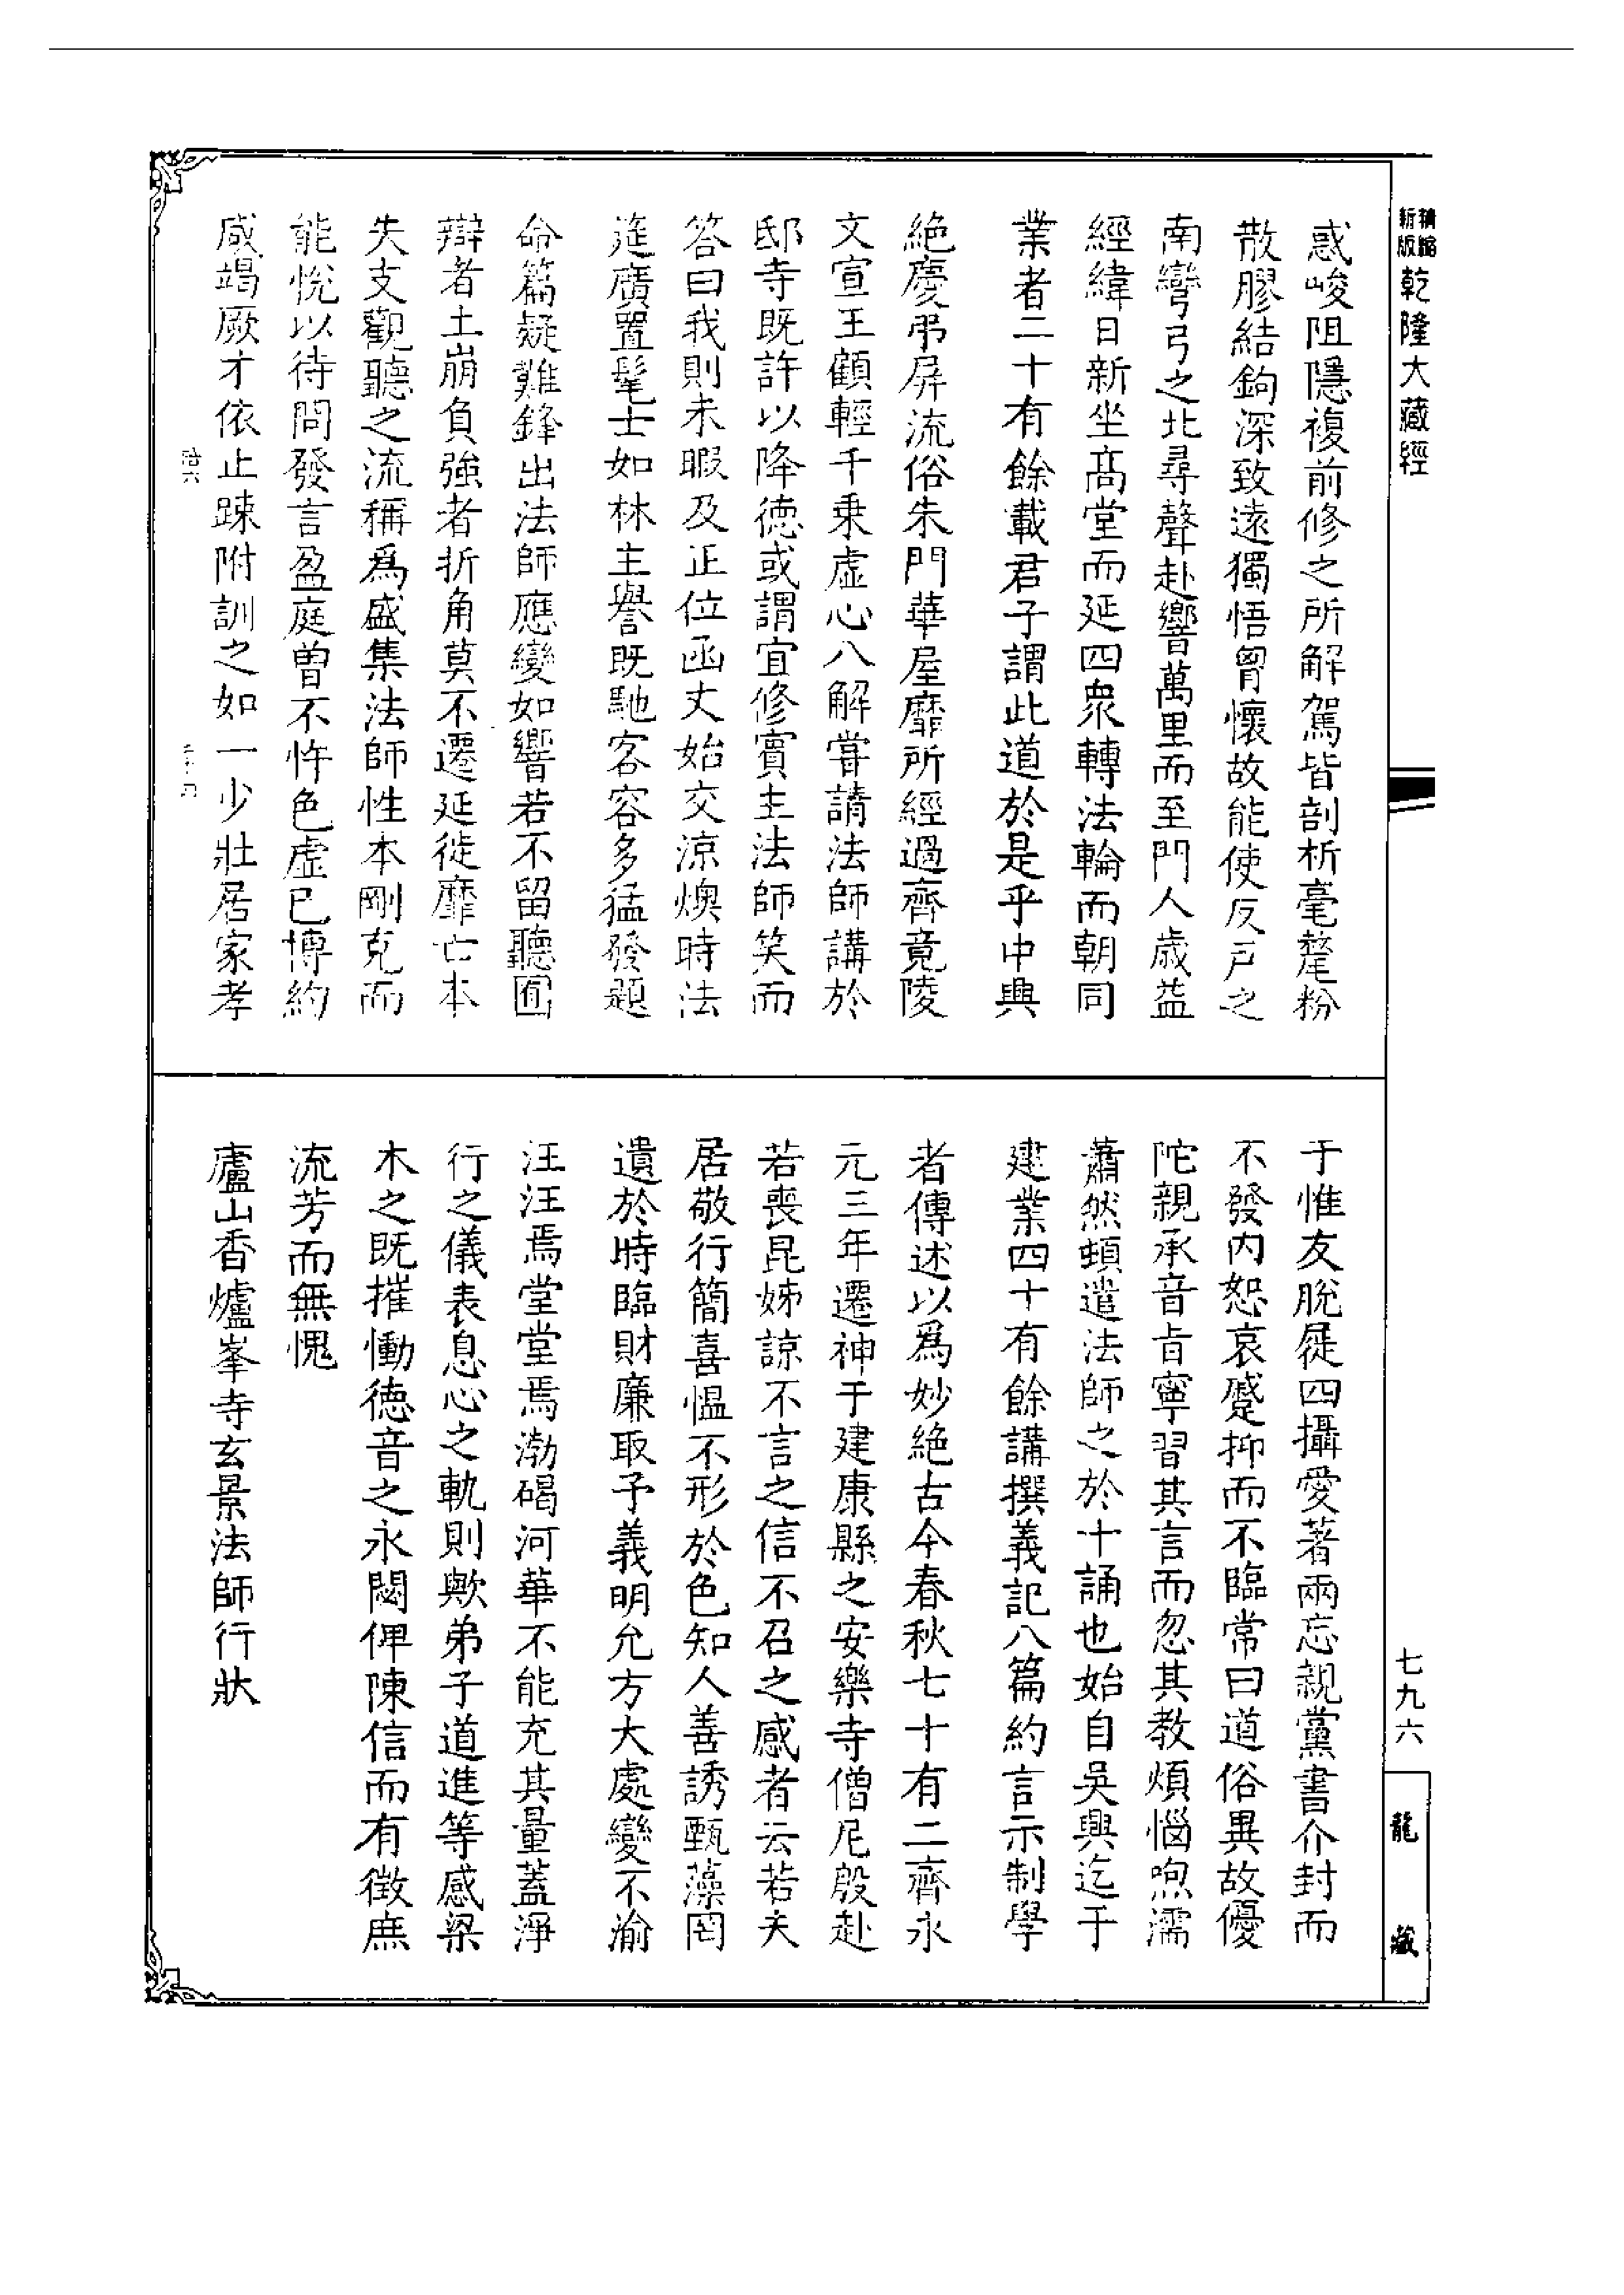 新版精縮乾隆大藏經
惑峻阻隱複前修之所解駕皆剖析毫氂粉
散膠結鉤深致遠獨悟胷懷故能使反戸之
南彎弓之北尋聲赴響萬里而至門人歲益
經緯日新坐髙堂而延四衆轉法輪而朝同
業者二十有餘載君子謂此道於是乎中興
絶慶弔屏流俗朱門華屋靡所經過齊竟陵
文宣王顧輕千乗虛心八解甞請法師講於
邸寺既許以降德或謂宜修賓主法師笑而
答曰我則未暇及正位函丈始交涼燠時法
筵廣置髦士如林主譽既馳客容多猛發題
命篇疑難鋒出法師應變如響若不留聽囿
辯者土崩負強者折角莫不遷延徙靡亡本
失支觀聽之流稱爲盛集法師性本剛克而
能悅以待問發言盈庭曽不忤色虛已博約
咸竭厥才依止踈附訓之如一少壯居家孝
于惟友脫屣四攝愛著兩忘親黨書介封而
不發内恕哀慼抑而不臨常曰道俗異故優
陀親承音旨寧習其言而忽其教煩惱呴濡
蕭然頓遣法師之於十誦也始自吳興迄于
建業四十有餘講撰義記八篇約言示制學
者傳述以爲妙絶古今春秋七十有二齊永
元三年遷神于建康縣之安樂寺僧尼殷赴
若喪昆姊諒不言之信不召之感者云若夫
居敬行簡喜慍不形於色知人善誘甄藻罔
遺於時臨財廉取予義明允方大處變不渝
汪汪焉堂堂焉渤碣河華不能充其量蓋淨
行之儀表息心之軌則歟弟子道進等感梁
木之既摧慟德音之永閟俾陳信而有徵庶
流芳而無愧
廬山香爐峯寺玄景法師行狀
七九六
龍藏